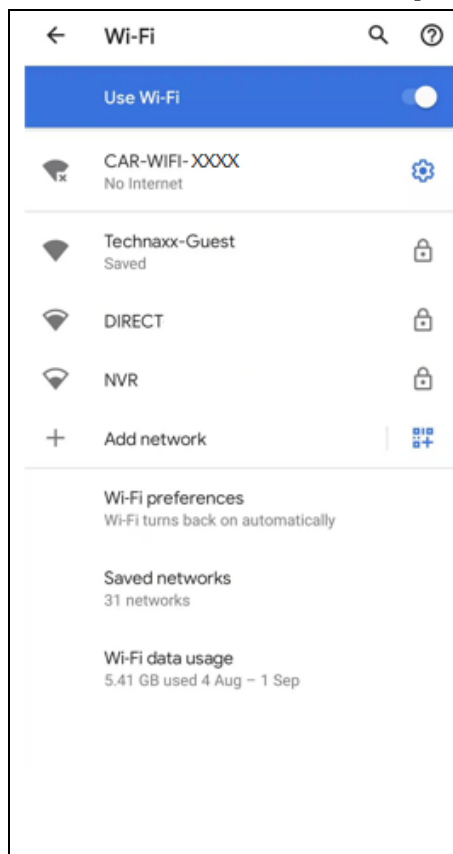 Wi-Fi
Use Wi-Fi
CAR-WIFI-XXXX
No Internet
Technaxx-Guest
Saved
DIRECT
NVR
Add network
Wi-Fi preferences
Wi-Fi turns back on automatically
Saved networks
31 networks
Wi-Fi data usage
5.41 GB used 4 Aug – 1 Sep